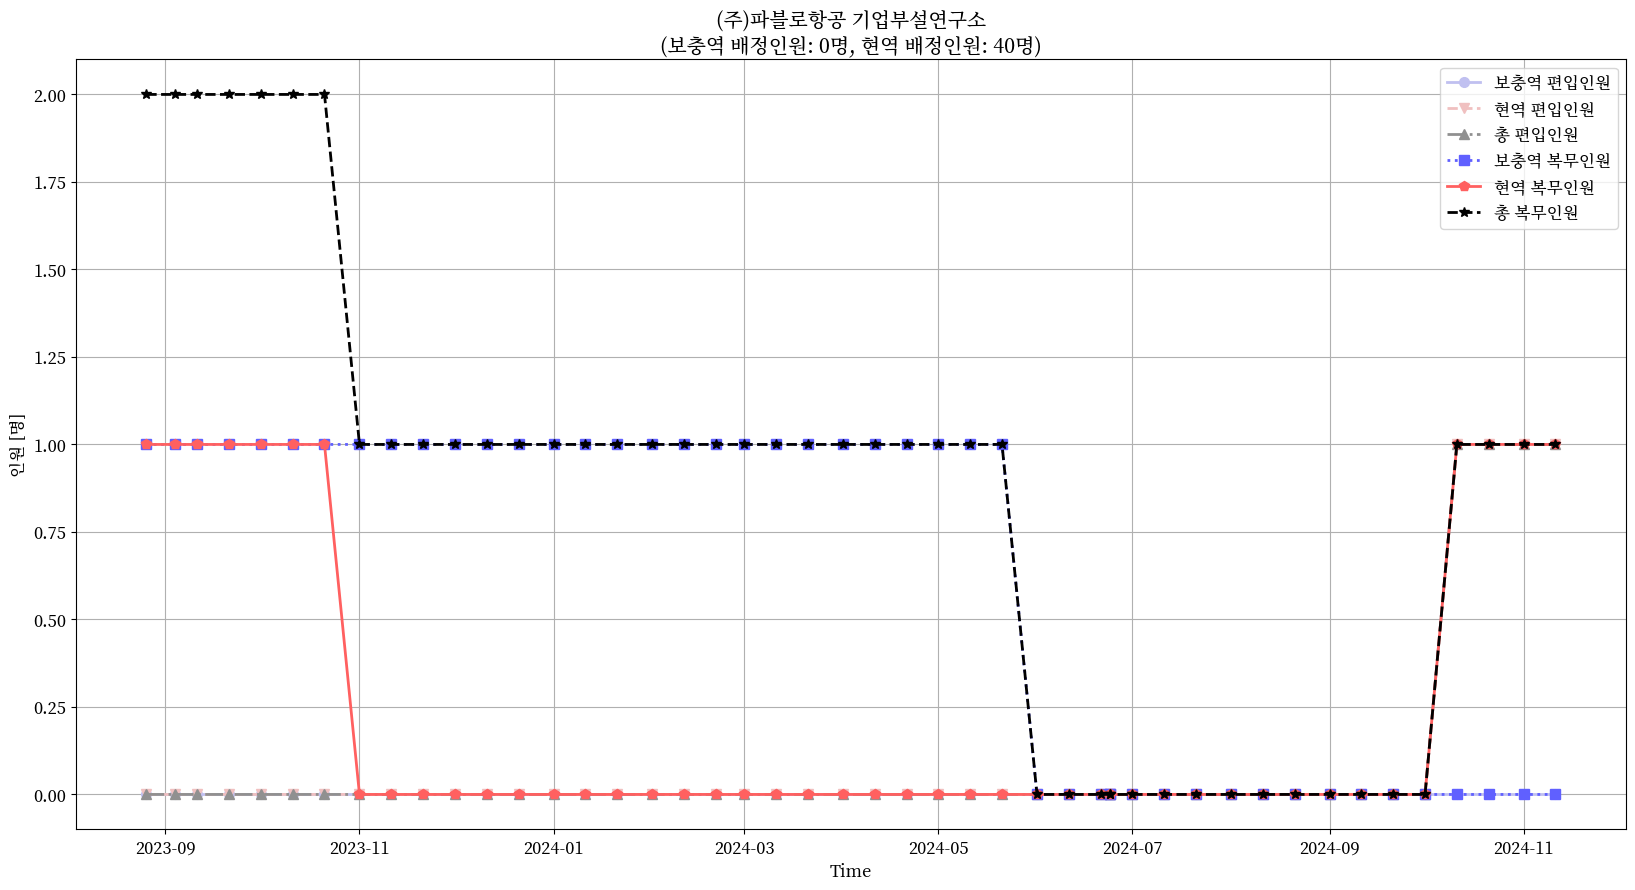 (주)파블로항공 기업부설연구소
(보충역 배정인원: 0명, 현역 배정인원: 40명)
보충역 편입인원
현역 편입인원
총 편입인원
보충역 복무인원
현역 복무인원
총 복무인원
2.00
1.75
1.50
1.25
1.00
0.75
0.50
0.25
0.00
인원 [명]
2023-09 2023-11 2024-01 2024-03 2024-05 2024-07 2024-09 2024-11
Time